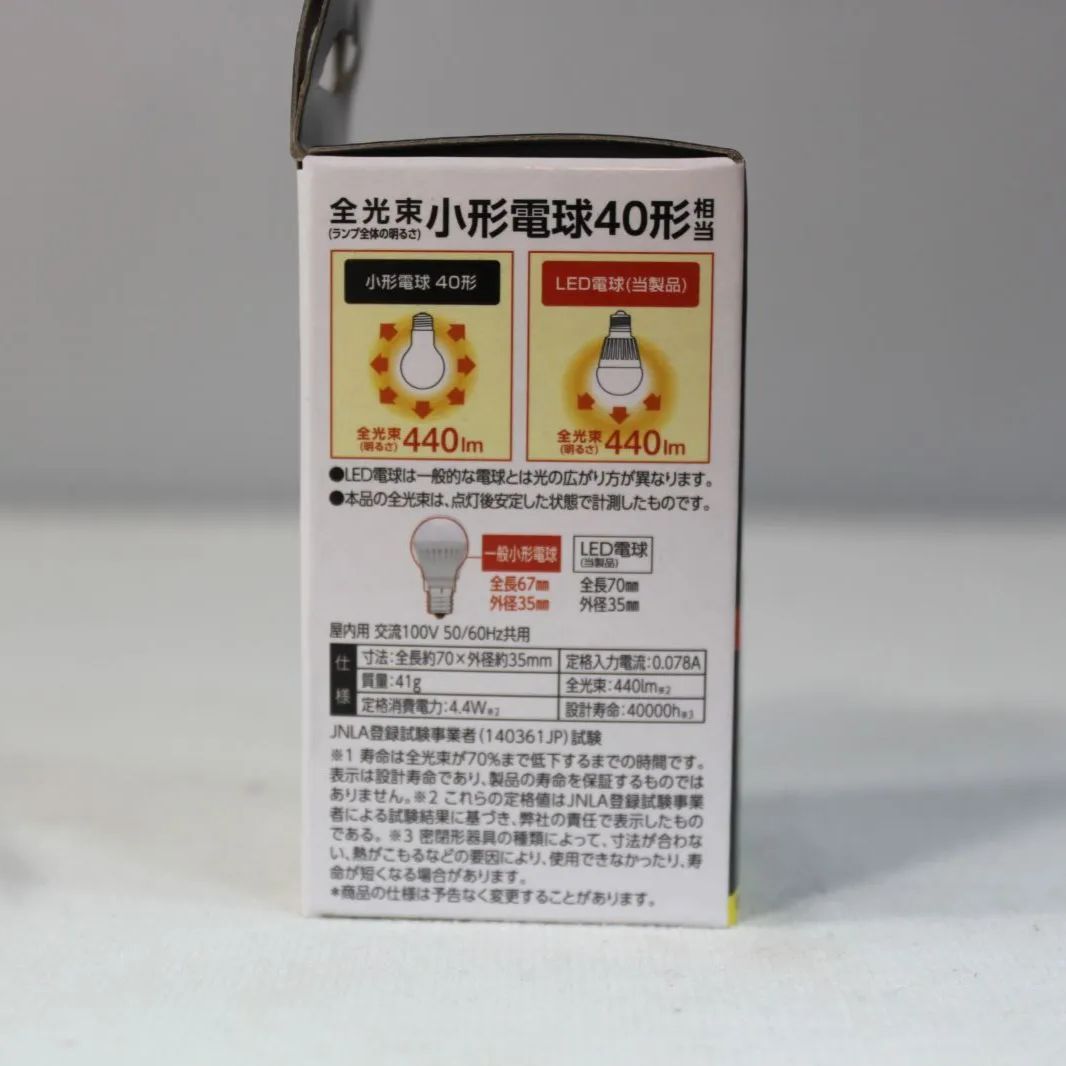 全光束 小形電球40形相当
(ランプ全体の明るさ)
小形電球 40形
全光束 440lm
(明るさ)
LED電球(当製品)
全光束 440lm
(明るさ)
●LED電球は一般的な電球とは光の広がり方が異なります。
●本品の全光束は、点灯後安定した状態で計測したものです。
一般小形電球
全長67㎜
外径35㎜
LED電球
(当製品)
全長70㎜
外径35㎜
屋内用 交流100V 50/60Hz共用
仕様
寸法:全長約70×外径約35mm 定格入力電流:0.078A
質量:41g 全光束:440lm※2
定格消費電力:4.4W※2 設計寿命:40000h※3
JNLA登録試験事業者(140361JP)試験
※1 寿命は全光束が70%まで低下するまでの時間です。
表示は設計寿命であり、製品の寿命を保証するものでは
ありません。※2 これらの定格値はJNLA登録試験事業
者による試験結果に基づき、弊社の責任で表示したもの
である。※3 密閉形器具の種類によって、寸法が合わな
い、熱がこもるなどの要因により、使用できなかったり、寿
命が短くなる場合があります。
*商品の仕様は予告なく変更することがあります。